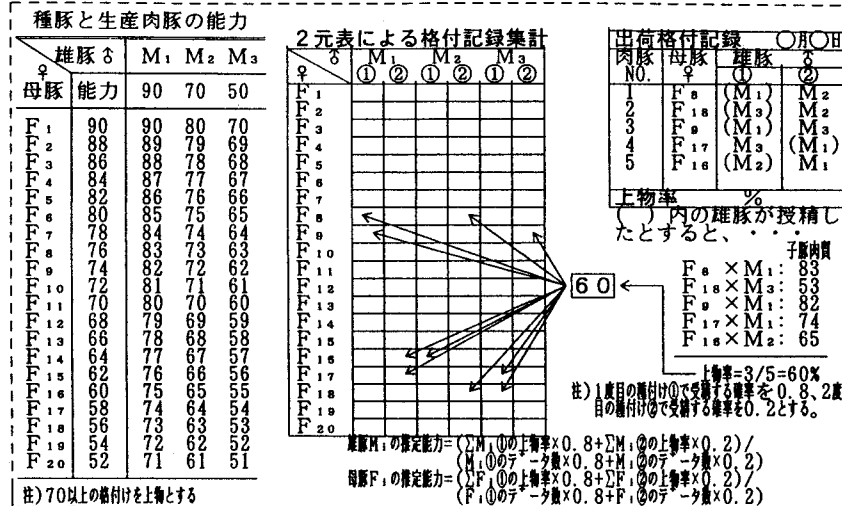 種豚と生産肉豚の能力
雄豚♂ M₁ M₂ M₃
♀
母豚 能力 90 70 50
F₁ 90 90 80 70
F₂ 88 89 79 69
F₃ 86 88 78 68
F₄ 84 87 77 67
F₅ 82 86 76 66
F₆ 80 85 75 65
F₇ 78 84 74 64
F₈ 76 83 73 63
F₉ 74 82 72 62
F₁₀ 72 81 71 61
F₁₁ 70 80 70 60
F₁₂ 68 79 69 59
F₁₃ 66 78 68 58
F₁₄ 64 77 67 57
F₁₅ 62 76 66 56
F₁₆ 60 75 65 55
F₁₇ 58 74 64 54
F₁₈ 56 73 63 53
F₁₉ 54 72 62 52
F₂₀ 52 71 61 51
注)70以上の格付けを上物とする
2元表による格付記録集計
♂ M₁ M₂ M₃
♀ ① ② ① ② ① ②
F₁
F₂
F₃
F₄
F₅
F₆
F₇
F₈
F₉
F₁₀
F₁₁
F₁₂
F₁₃
F₁₄
F₁₅
F₁₆
F₁₇
F₁₈
F₁₉
F₂₀
60
出荷格付記録 ○月○日
肉豚 母豚 雄豚 ♂
NO. ♀ ① ②
1 F₈ (M₁) M₂
2 F₁₈ (M₃) M₂
3 F₉ (M₁) M₃
4 F₁₇ M₃ (M₁)
5 F₁₆ (M₂) M₁
上物率 %
( )内の雄豚が授精し
たとすると、・・・
子豚肉質
F₈×M₁: 83
F₁₈×M₃: 53
F₉×M₁: 82
F₁₇×M₁: 74
F₁₆×M₂: 65
上物率=3/5=60%
注)1度目の種付け①で受精する確率を0.8、2度
目の種付け②で受精する確率を0.2とする。
雄豚Mᵢの推定能力=(ΣMᵢ①の上物率×0.8+ΣMᵢ②の上物率×0.2)/
(Mᵢ①のデータ数×0.8+Mᵢ②のデータ数×0.2)
母豚Fᵢの推定能力=(ΣFᵢ①の上物率×0.8+ΣFᵢ②の上物率×0.2)/
(Fᵢ①のデータ数×0.8+Fᵢ②のデータ数×0.2)